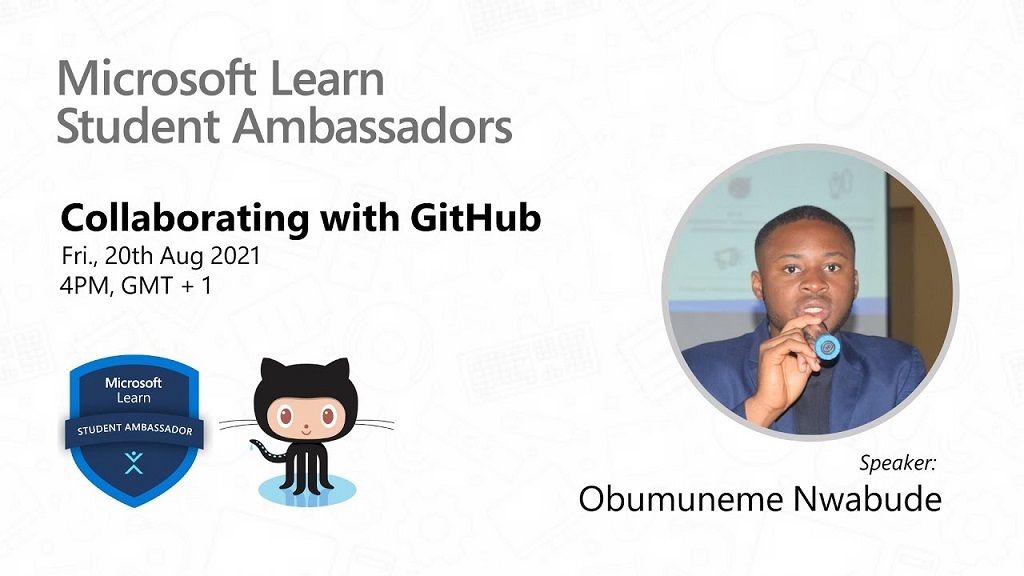 Microsoft Learn
Student Ambassadors
Collaborating with GitHub
Fri., 20th Aug 2021
4PM, GMT + 1
Microsoft
Learn
STUDENT AMBASSADOR
Speaker:
Obumuneme Nwabude